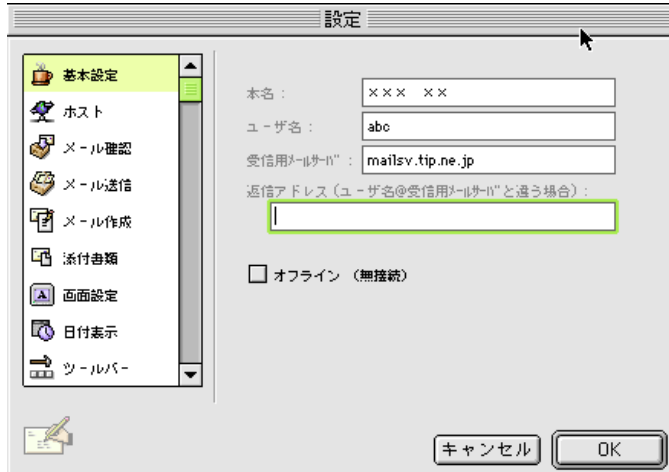 設定
基本設定
ホスト
メール確認
メール送信
メール作成
添付書類
画面設定
日付表示
ツールバー
本名：
××× ××
ユーザ名：
abc
受信用ﾒｰﾙｻｰﾊﾞ：
mailsv.tip.ne.jp
返信アドレス（ユーザ名@受信用ﾒｰﾙｻｰﾊﾞと違う場合）：
オフライン （無接続）
キャンセル
OK